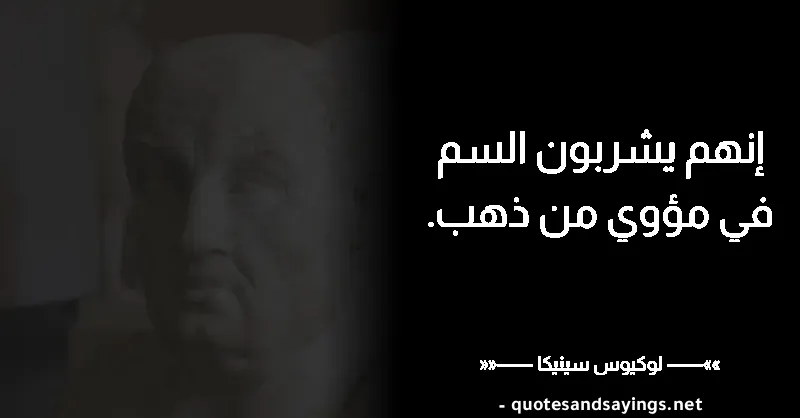 إنهم يشربون السم
في مؤوي من ذهب.
»»—— لوكيوس سينيكا ——««
- quotesandsayings.net